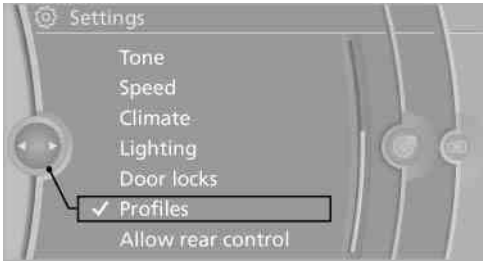 Settings
Tone
Speed
Climate
Lighting
Door locks
✓ Profiles
Allow rear control